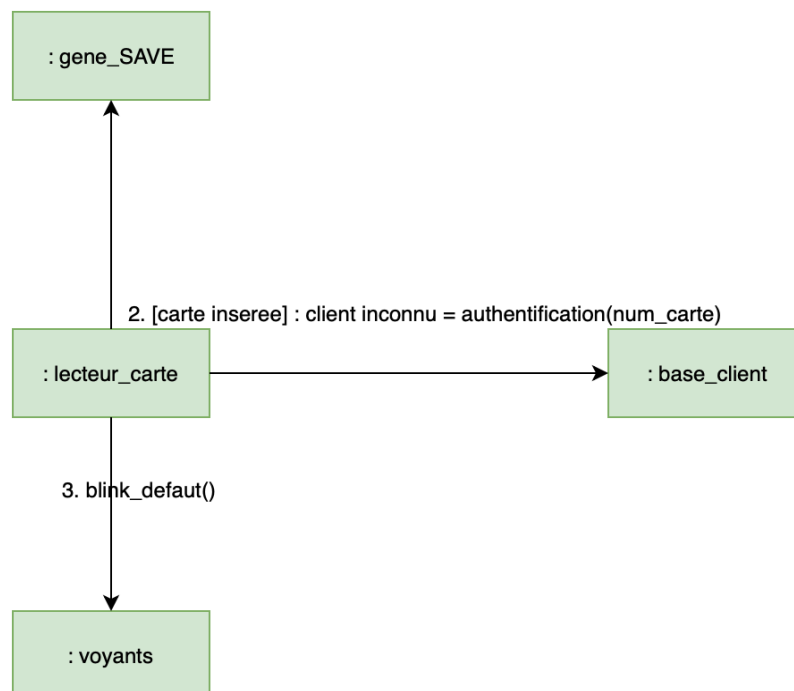 : gene_SAVE
2. [carte inseree] : client inconnu = authentification(num_carte)
: lecteur_carte
: base_client
3. blink_defaut()
: voyants